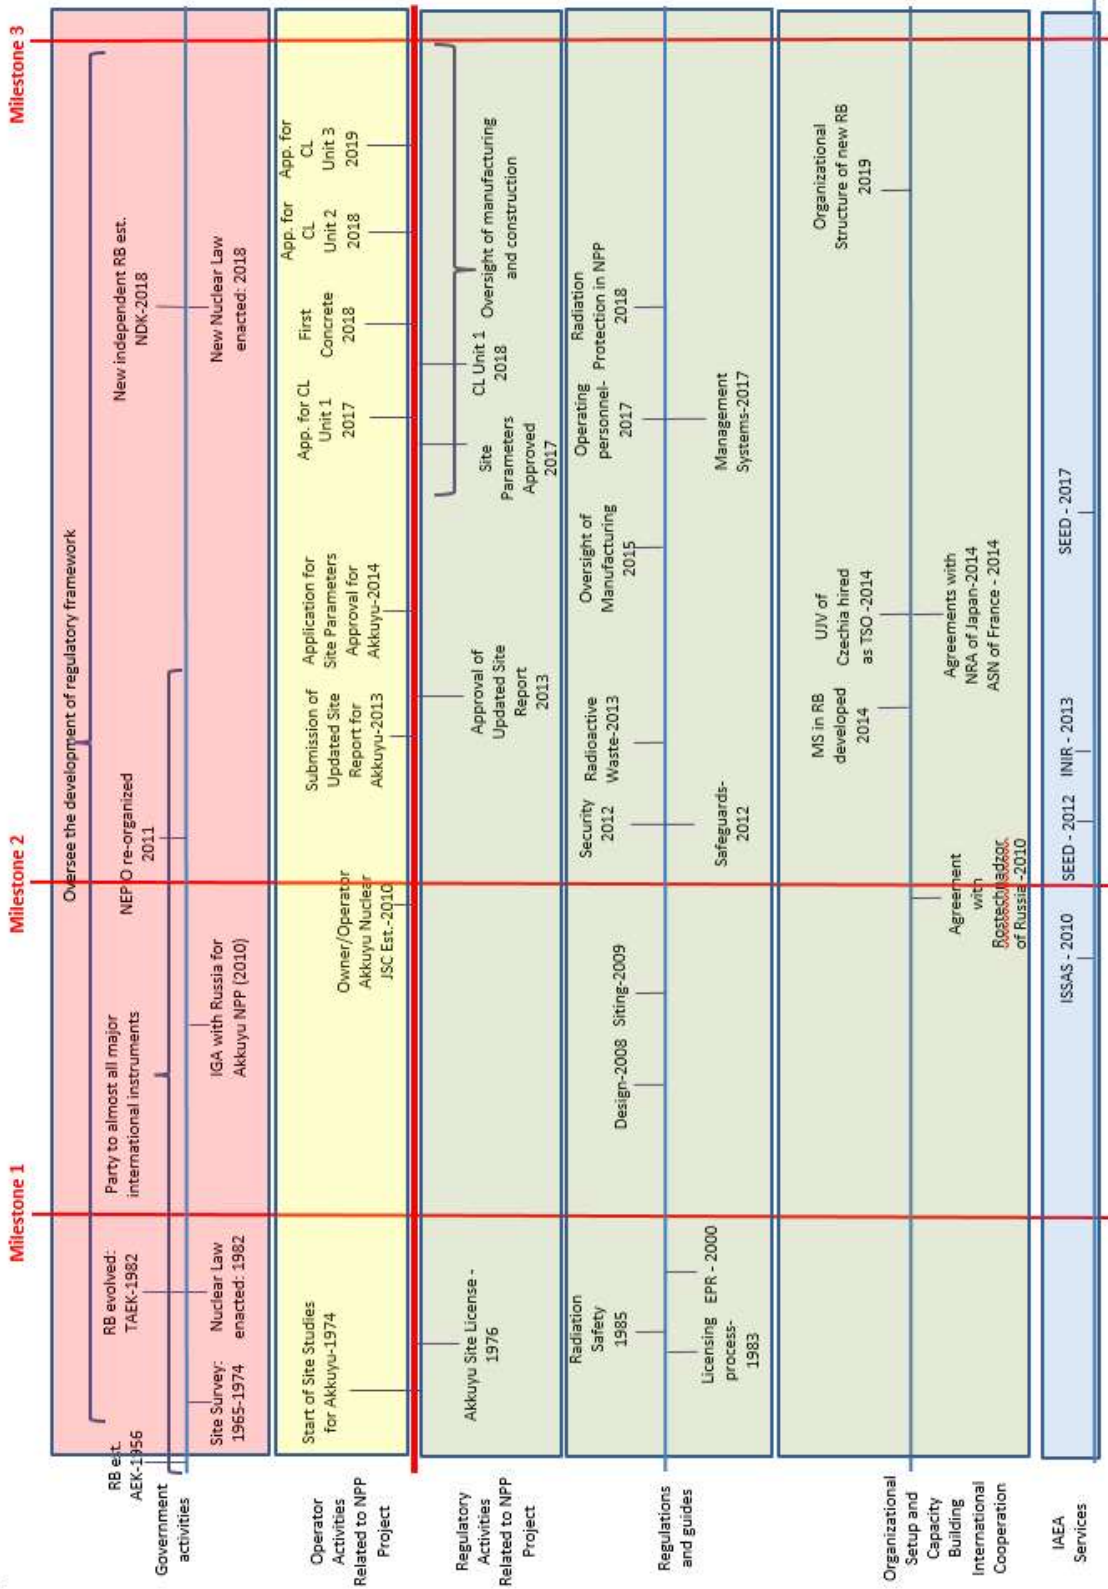 Milestone 1
Milestone 2
Milestone 3
Government
activities
RB est.
AEK-1956
Oversee the development of regulatory framework
RB evolved:
TAEK-1982
Party to almost all major
international instruments
NEPIO re-organized
2011
New independent RB est.
NDK-2018
Site Survey:
1965-1974
Nuclear Law
enacted: 1982
IGA with Russia for
Akkuyu NPP (2010)
New Nuclear Law
enacted: 2018
Operator
Activities
Related to NPP
Project
Start of Site Studies
for Akkuyu-1974
Owner/Operator
Akkuyu Nuclear
JSC Est.-2010
Submission of
Updated Site
Report for
Akkuyu-2013
Application for
Site Parameters
Approval for
Akkuyu-2014
App. for CL
Unit 1
2017
First
Concrete
2018
App. for
CL
Unit 2
2018
App. for
CL
Unit 3
2019
Regulatory
Activities
Related to NPP
Project
Akkuyu Site License -
1976
Approval of
Updated Site
Report
2013
Site
Parameters
Approved
2017
CL Unit 1
2018
Oversight of manufacturing
and construction
Regulations
and guides
Radiation
Safety
1985
Licensing
process-
1983
EPR - 2000
Design-2008
Siting-2009
Security
2012
Safeguards-
2012
Radioactive
Waste-2013
Oversight of
Manufacturing
2015
Operating
personnel-
2017
Management
Systems-2017
Radiation
Protection in NPP
2018
Organizational
Setup and
Capacity
Building
International
Cooperation
Agreement
with
Rostechnadzor
of Russia -2010
MS in RB
developed
2014
UJV of
Czechia hired
as TSO -2014
Agreements with
NRA of Japan-2014
ASN of France - 2014
Organizational
Structure of new RB
2019
IAEA
Services
ISSAS - 2010
SEED - 2012
INIR - 2013
SEED - 2017